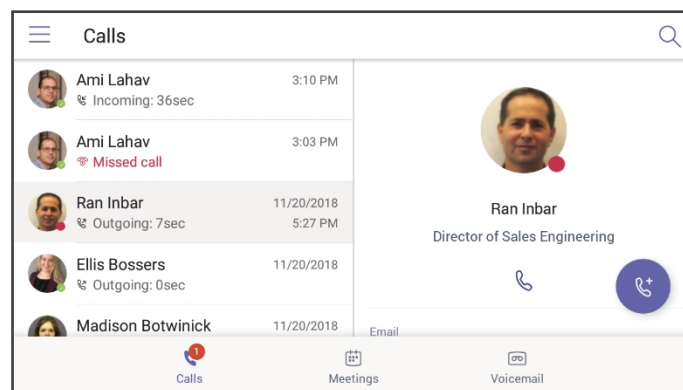 Calls
Ami Lahav 3:10 PM
Incoming: 36sec
Ami Lahav 3:03 PM
Missed call
Ran Inbar 11/20/2018
Outgoing: 7sec 5:27 PM
Ellis Bossers 11/20/2018
Outgoing: 0sec
Madison Botwinick 11/20/2018
Ran Inbar
Director of Sales Engineering
Email
1
Calls Meetings Voicemail